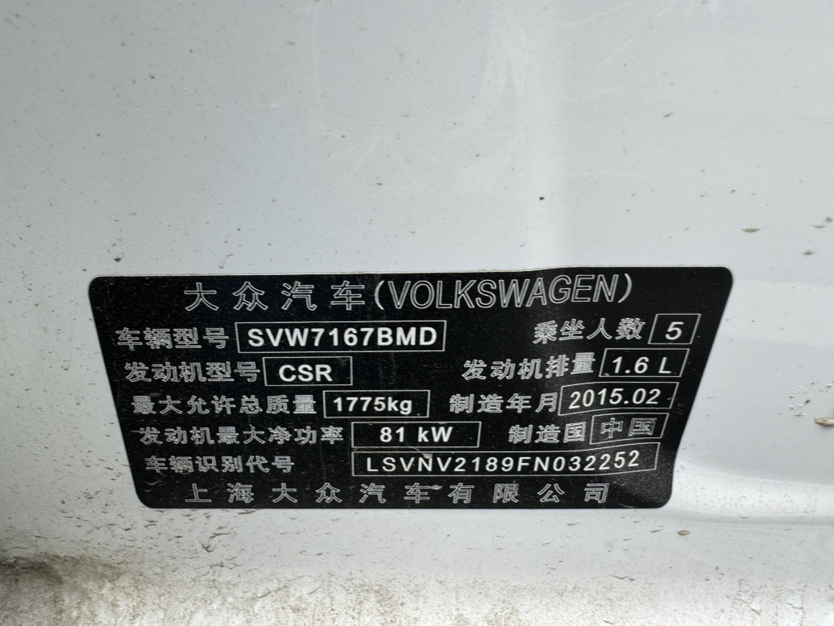 大众汽车(VOLKSWAGEN)
车辆型号 SVW7167BMD 乘坐人数 5
发动机型号 CSR 发动机排量 1.6 L
最大允许总质量 1775kg 制造年月 2015.02
发动机最大净功率 81 kW 制造国 中国
车辆识别代号 LSVNV2189FN032252
上海大众汽车有限公司